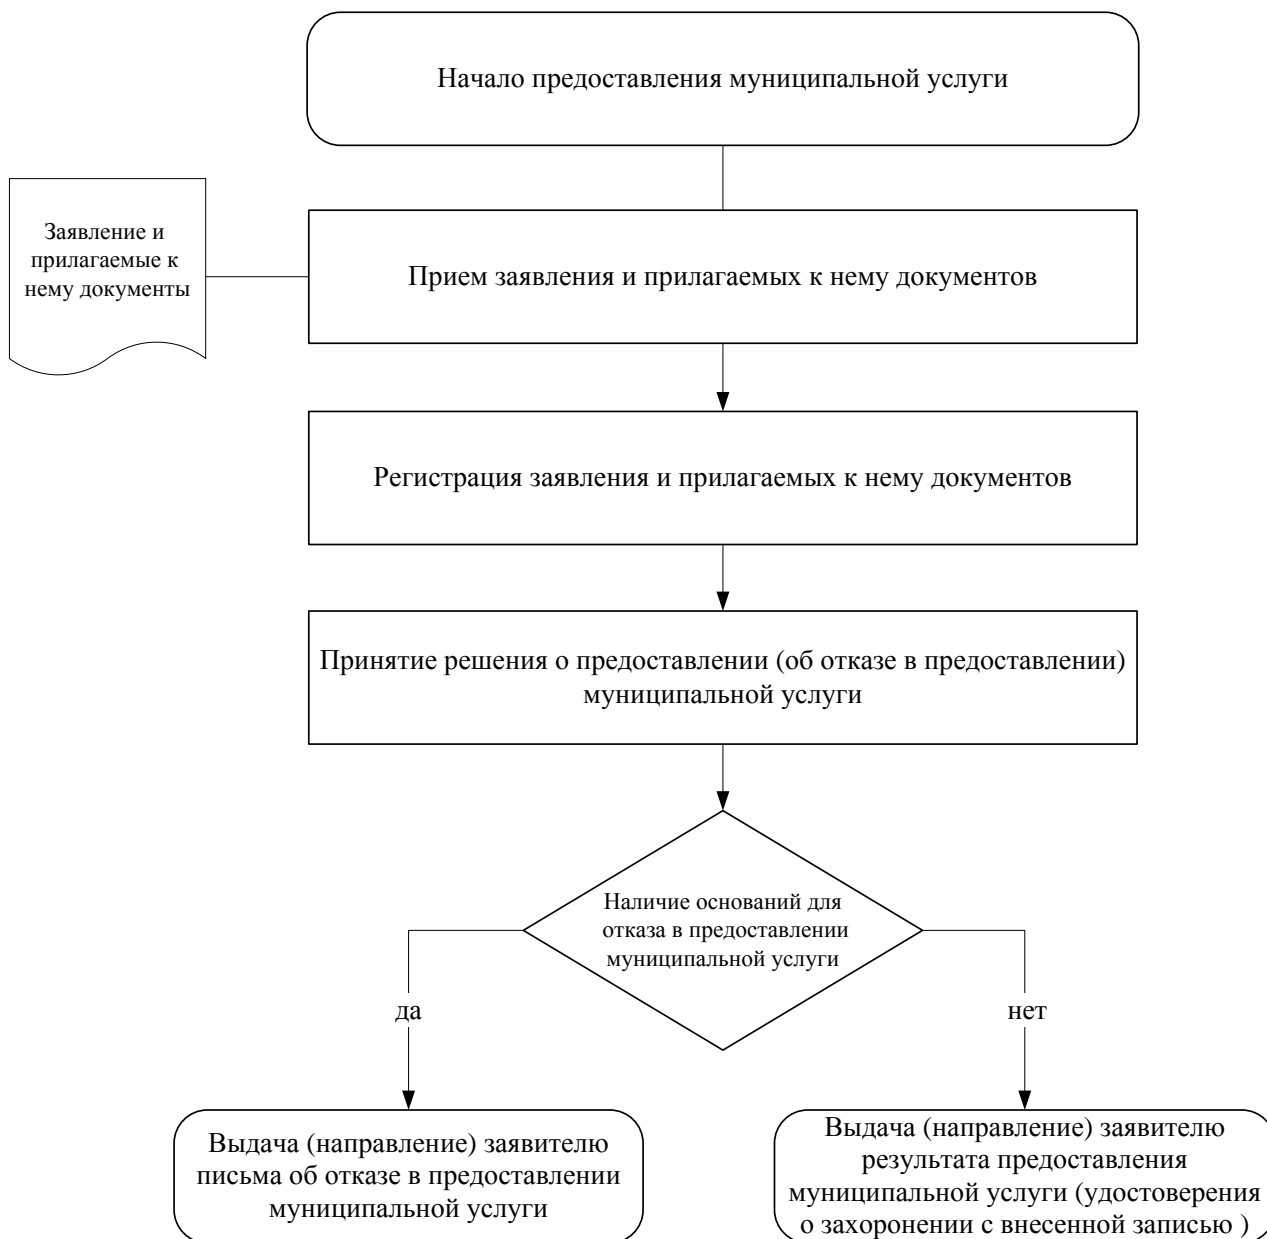 Начало предоставления муниципальной услуги
Заявление и
прилагаемые к
нему документы
Прием заявления и прилагаемых к нему документов
Регистрация заявления и прилагаемых к нему документов
Принятие решения о предоставлении (об отказе в предоставлении)
муниципальной услуги
Наличие оснований для
отказа в предоставлении
муниципальной услуги
да
нет
Выдача (направление) заявителю
письма об отказе в предоставлении
муниципальной услуги
Выдача (направление) заявителю
результата предоставления
муниципальной услуги (удостоверения
о захоронении с внесенной записью )